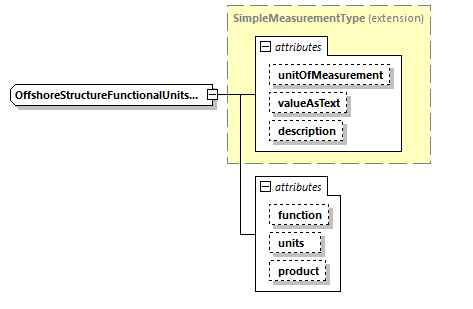 SimpleMeasurementType (extension)
attributes
unitOfMeasurement
OffshoreStructureFunctionalUnits...
valueAsText
description
attributes
function
units
product